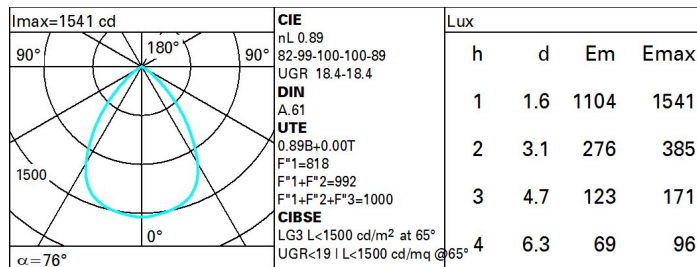 Imax=1541 cd
90° 180° 90°
1500
0°
α=76°
CIE
nL 0.89
82-99-100-100-89
UGR 18.4-18.4
DIN
A.61
UTE
0.89B+0.00T
F"1=818
F"1+F"2=992
F"1+F"2+F"3=1000
CIBSE
LG3 L<1500 cd/m² at 65°
UGR<19 | L<1500 cd/mq @65°
Lux
h d Em Emax
1 1.6 1104 1541
2 3.1 276 385
3 4.7 123 171
4 6.3 69 96